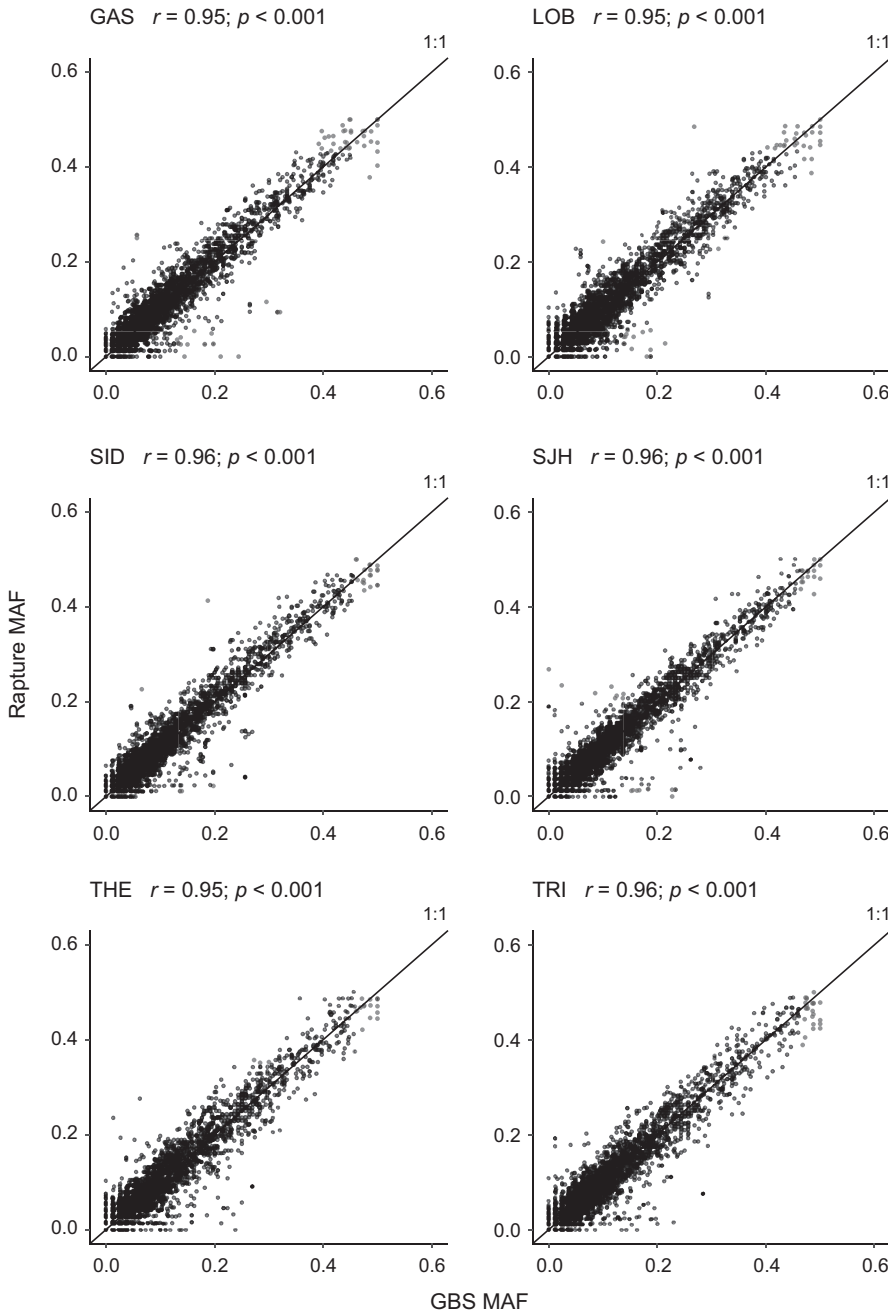 GAS r = 0.95; p < 0.001
1:1
0.6
0.4
0.2
0.0
0.0 0.2 0.4 0.6
LOB r = 0.95; p < 0.001
1:1
0.6
0.4
0.2
0.0
0.0 0.2 0.4 0.6
SID r = 0.96; p < 0.001
1:1
0.6
0.4
0.2
0.0
0.0 0.2 0.4 0.6
SJH r = 0.96; p < 0.001
1:1
0.6
0.4
0.2
0.0
0.0 0.2 0.4 0.6
Rapture MAF
THE r = 0.95; p < 0.001
1:1
0.6
0.4
0.2
0.0
0.0 0.2 0.4 0.6
TRI r = 0.96; p < 0.001
1:1
0.6
0.4
0.2
0.0
0.0 0.2 0.4 0.6
GBS MAF